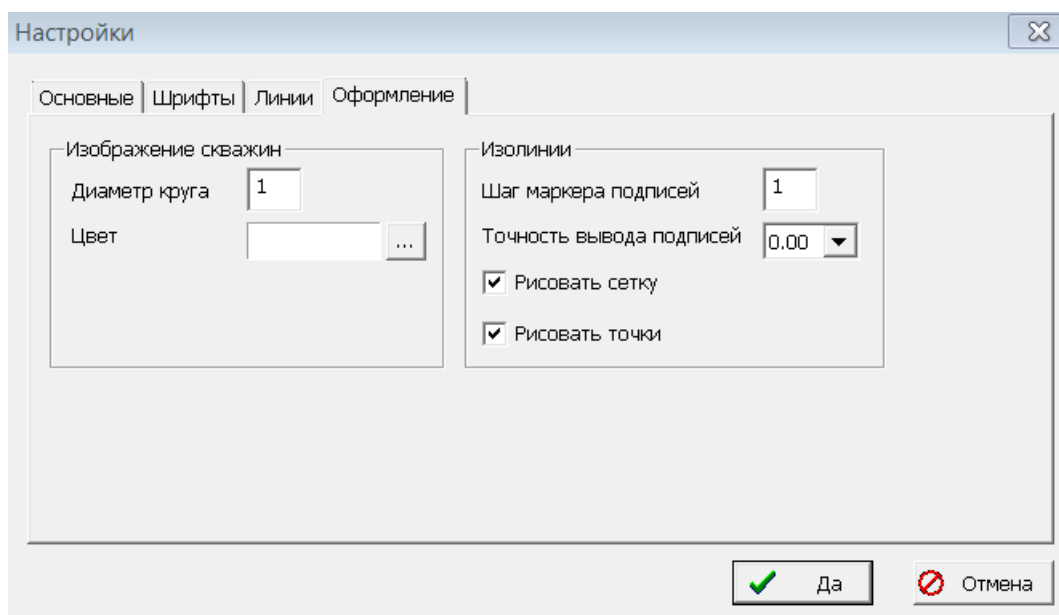 Настройки
Основные Шрифты Линии Оформление
Изображение скважин
Диаметр круга 1
Цвет ...
Изолинии
Шаг маркера подписей 1
Точность вывода подписей 0.00
Рисовать сетку
Рисовать точки
Да Отмена